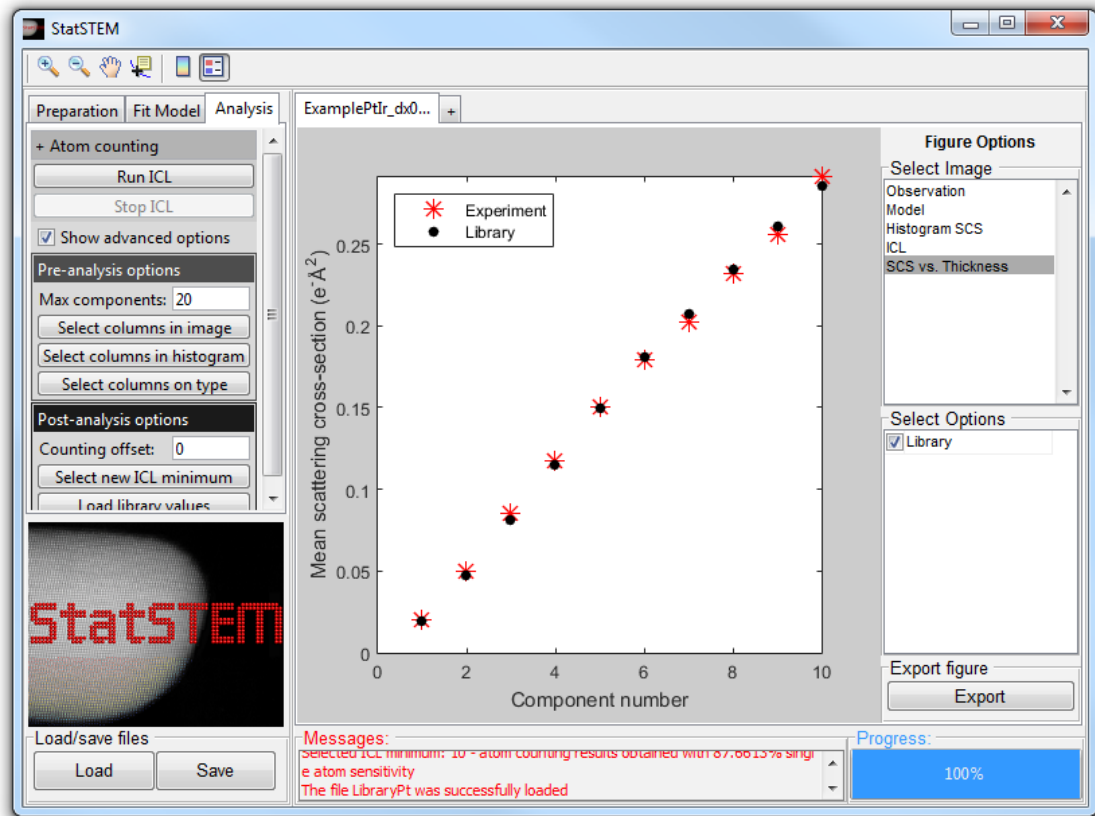 StatSTEM
Preparation
Fit Model
Analysis
+ Atom counting
Run ICL
Stop ICL
Show advanced options
Pre-analysis options
Max components: 20
Select columns in image
Select columns in histogram
Select columns on type
Post-analysis options
Counting offset: 0
Select new ICL minimum
Load library values
StatSTEM
Load/save files
Load
Save
ExamplePtIr_dx0...
+
Experiment
Library
Mean scattering cross-section (e⁻Å²)
0.25
0.2
0.15
0.1
0.05
0
0 2 4 6 8 10
Component number
Messages:
Selected ICL minimum: 10 - atom counting results obtained with 87.6613% singl
e atom sensitivity
The file LibraryPt was successfully loaded
Figure Options
Select Image
Observation
Model
Histogram SCS
ICL
SCS vs. Thickness
Select Options
Library
Export figure
Export
Progress:
100%